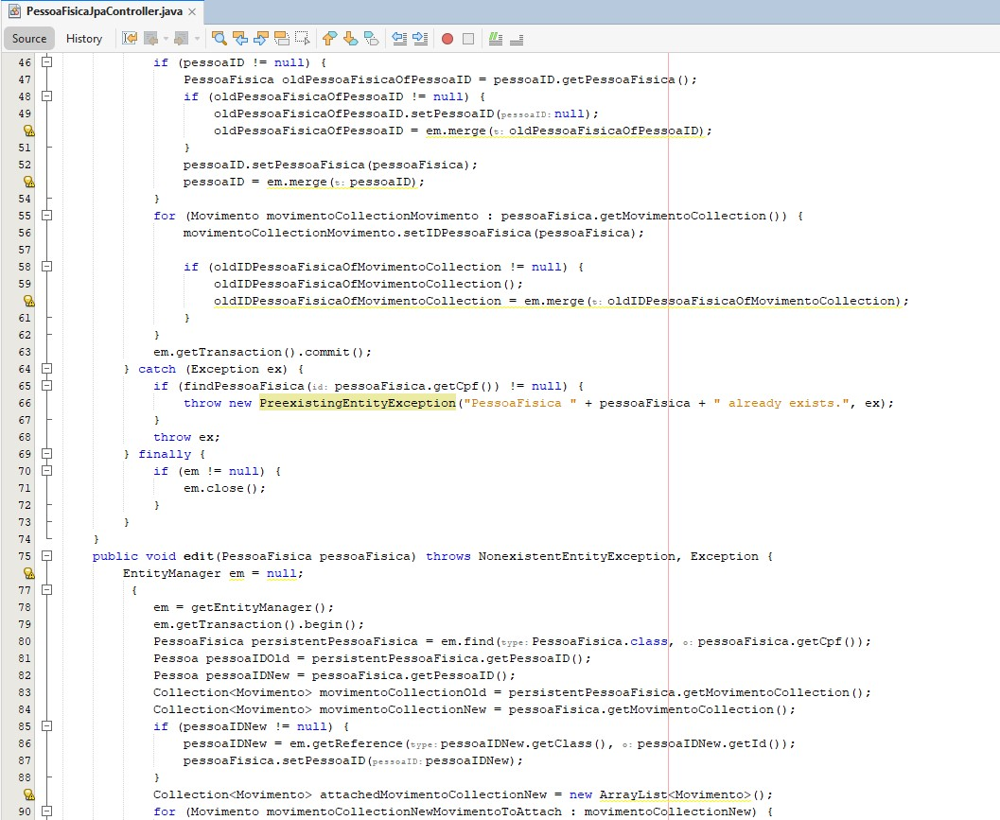 PessoaFisicaJpaController.java ×
Source History
46 if (pessoaID != null) {
47 PessoaFisica oldPessoaFisicaOfPessoaID = pessoaID.getPessoaFisica();
48 if (oldPessoaFisicaOfPessoaID != null) {
49 oldPessoaFisicaOfPessoaID.setPessoaID(pessoaID: null);
oldPessoaFisicaOfPessoaID = em.merge(t: oldPessoaFisicaOfPessoaID);
51 }
52 pessoaID.setPessoaFisica(pessoaFisica);
pessoaID = em.merge(t: pessoaID);
54 }
55 for (Movimento movimentoCollectionMovimento : pessoaFisica.getMovimentoCollection()) {
56 movimentoCollectionMovimento.setIDPessoaFisica(pessoaFisica);
57
58 if (oldIDPessoaFisicaOfMovimentoCollection != null) {
59 oldIDPessoaFisicaOfMovimentoCollection();
oldIDPessoaFisicaOfMovimentoCollection = em.merge(t: oldIDPessoaFisicaOfMovimentoCollection);
61 }
62 }
63 em.getTransaction().commit();
64 } catch (Exception ex) {
65 if (findPessoaFisica(id: pessoaFisica.getCpf()) != null) {
66 throw new PreexistingEntityException("PessoaFisica " + pessoaFisica + " already exists.", ex);
67 }
68 throw ex;
69 } finally {
70 if (em != null) {
71 em.close();
72 }
73 }
74 }
75 public void edit(PessoaFisica pessoaFisica) throws NonexistentEntityException, Exception {
EntityManager em = null;
77 {
78 em = getEntityManager();
79 em.getTransaction().begin();
80 PessoaFisica persistentPessoaFisica = em.find(type: PessoaFisica.class, o: pessoaFisica.getCpf());
81 Pessoa pessoaIDOld = persistentPessoaFisica.getPessoaID();
82 Pessoa pessoaIDNew = pessoaFisica.getPessoaID();
83 Collection<Movimento> movimentoCollectionOld = persistentPessoaFisica.getMovimentoCollection();
84 Collection<Movimento> movimentoCollectionNew = pessoaFisica.getMovimentoCollection();
85 if (pessoaIDNew != null) {
86 pessoaIDNew = em.getReference(type: pessoaIDNew.getClass(), o: pessoaIDNew.getId());
87 pessoaFisica.setPessoaID(pessoaID: pessoaIDNew);
88 }
Collection<Movimento> attachedMovimentoCollectionNew = new ArrayList<Movimento>();
90 for (Movimento movimentoCollectionNewMovimentoToAttach : movimentoCollectionNew) {